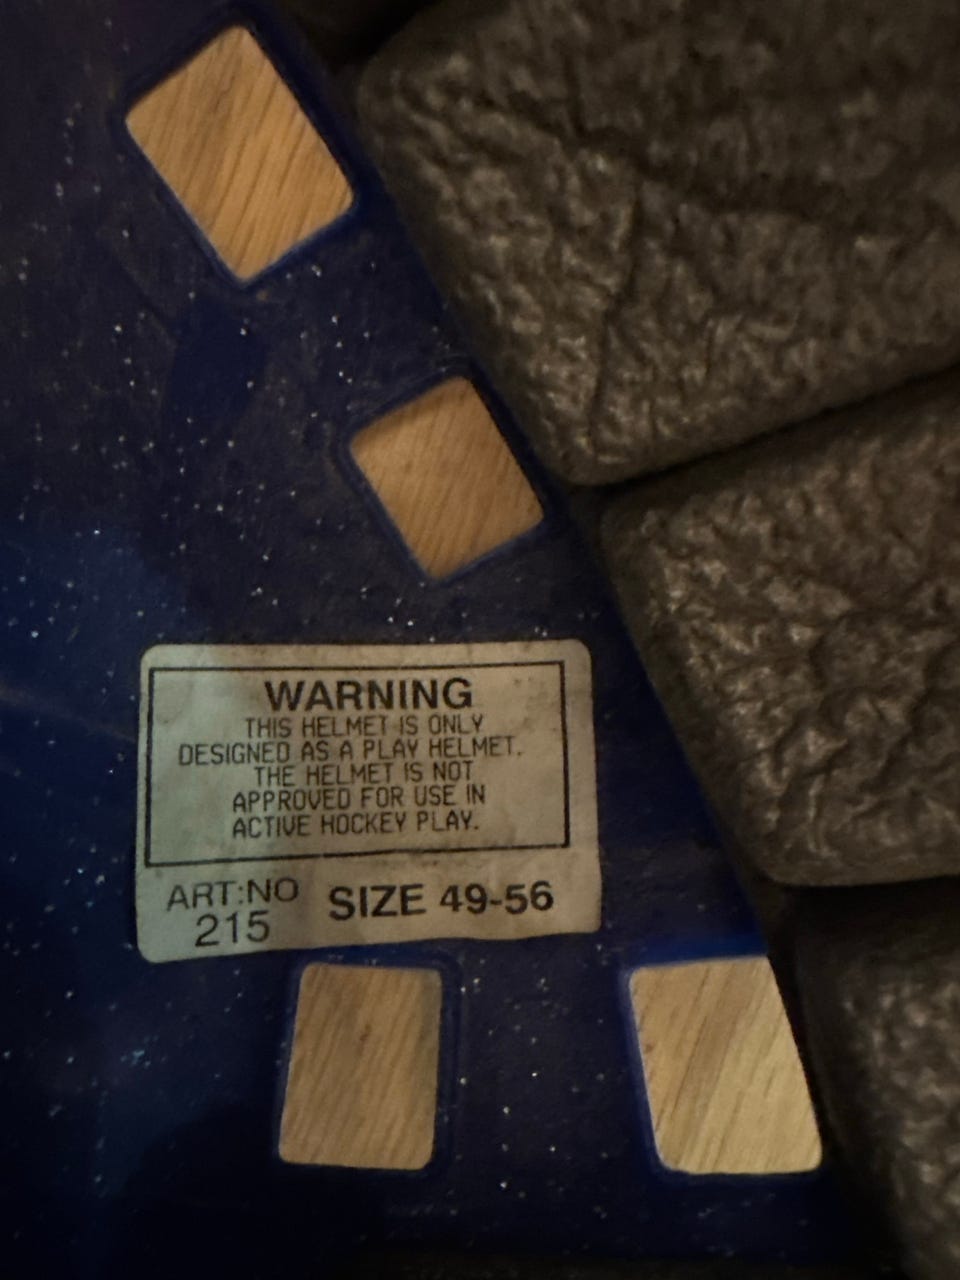 WARNING
THIS HELMET IS ONLY
DESIGNED AS A PLAY HELMET.
THE HELMET IS NOT
APPROVED FOR USE IN
ACTIVE HOCKEY PLAY.
ART:NO SIZE 49-56
215